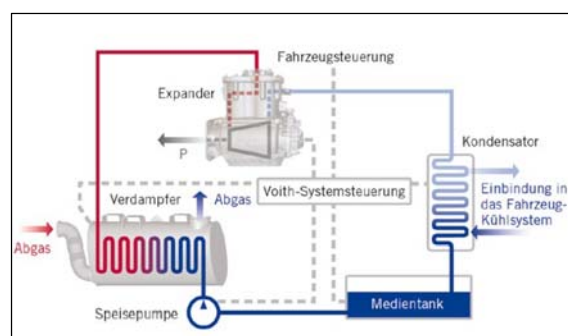 Fahrzeugsteuerung
Expander
Kondensator
P
Voith-Systemsteuerung
Verdampfer
Abgas
Einbindung in
das Fahrzeug-
Kühlsystem
Abgas
Medientank
Speisepumpe